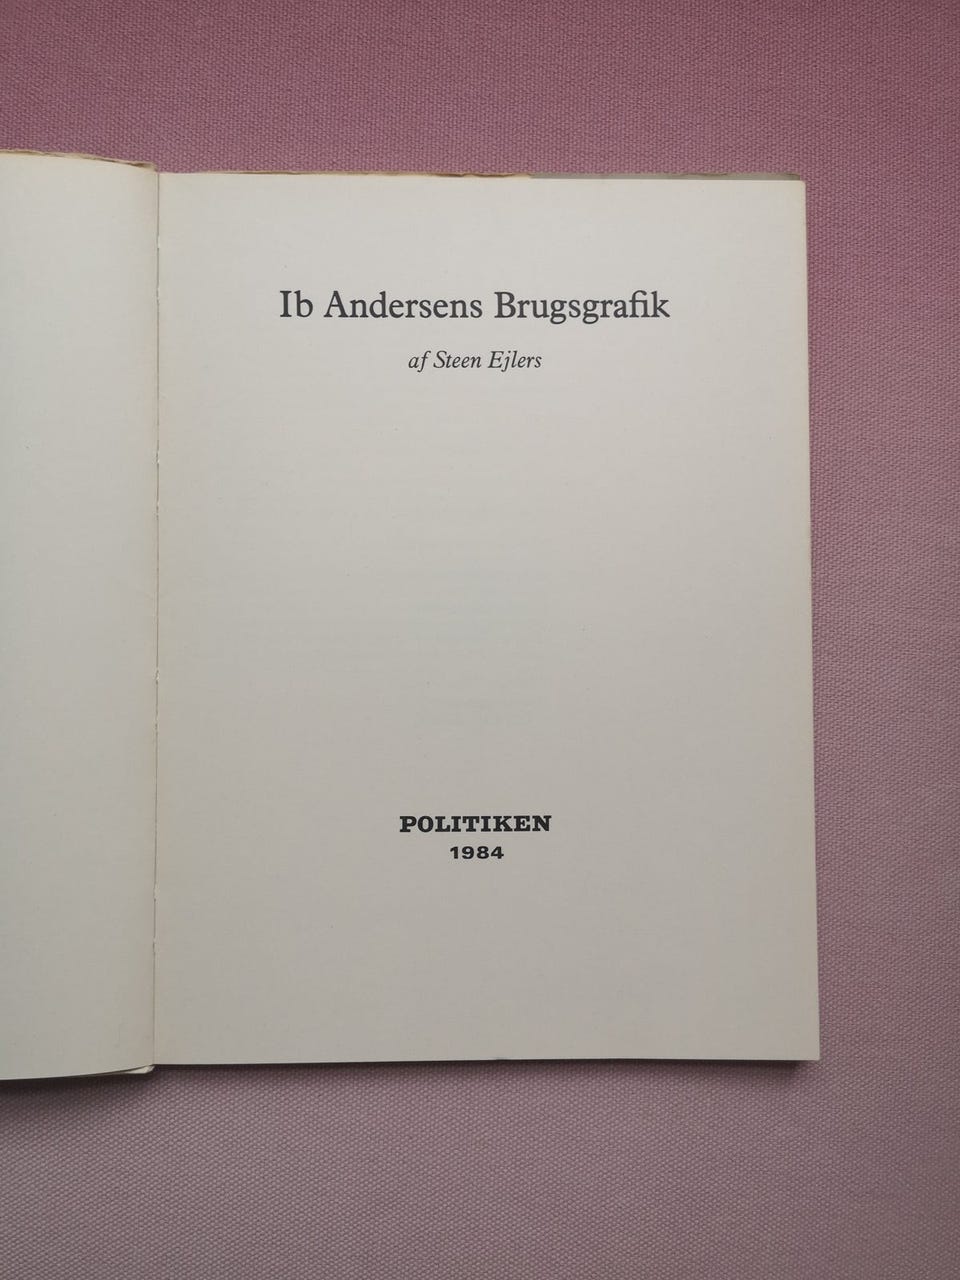 Ib Andersens Brugsgrafik
af Steen Ejlers
POLITIKEN
1984